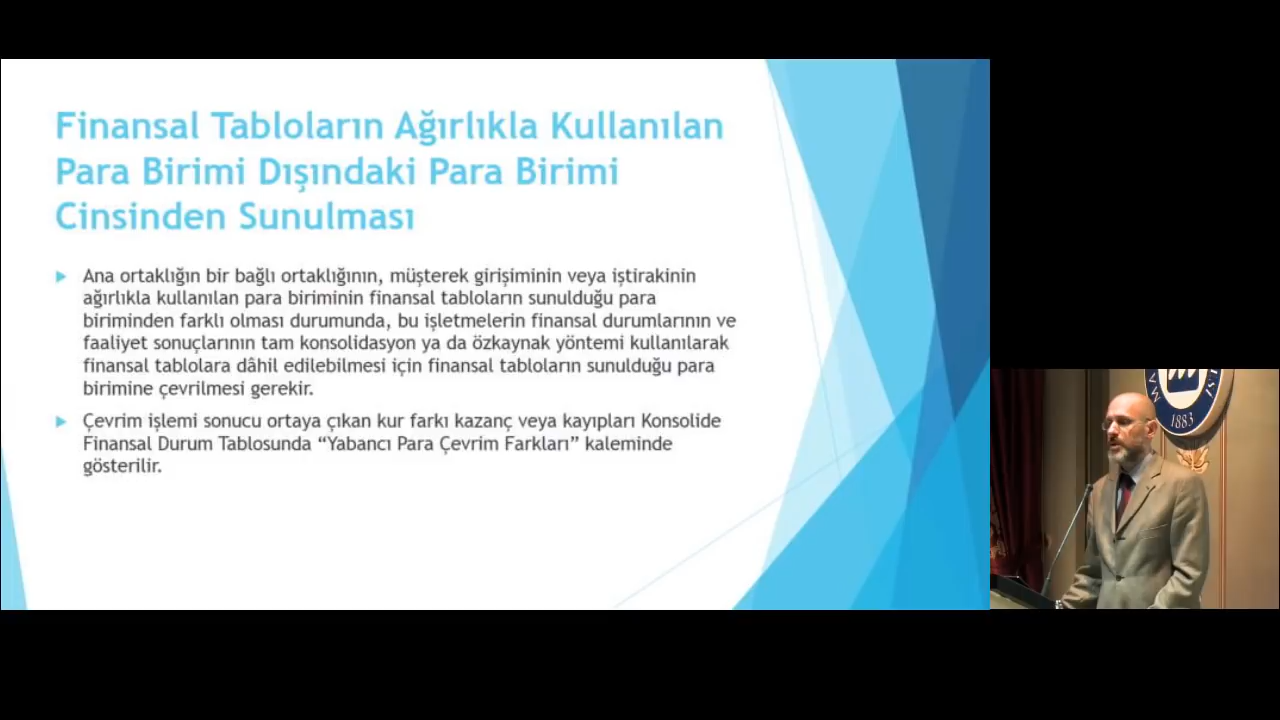 Finansal Tabloların Ağırlıkla Kullanılan
Para Birimi Dışındaki Para Birimi
Cinsinden Sunulması
Ana ortaklığın bir bağlı ortaklığının, müşterek girişiminin veya iştirakinin
ağırlıkla kullanılan para biriminin finansal tabloların sunulduğu para
biriminden farklı olması durumunda, bu işletmelerin finansal durumlarının ve
faaliyet sonuçlarının tam konsolidasyon ya da özkaynak yöntemi kullanılarak
finansal tablolara dâhil edilebilmesi için finansal tabloların sunulduğu para
birimine çevrilmesi gerekir.
Çevrim işlemi sonucu ortaya çıkan kur farkı kazanç veya kayıpları Konsolide
Finansal Durum Tablosunda “Yabancı Para Çevrim Farkları” kaleminde
gösterilir.
1883